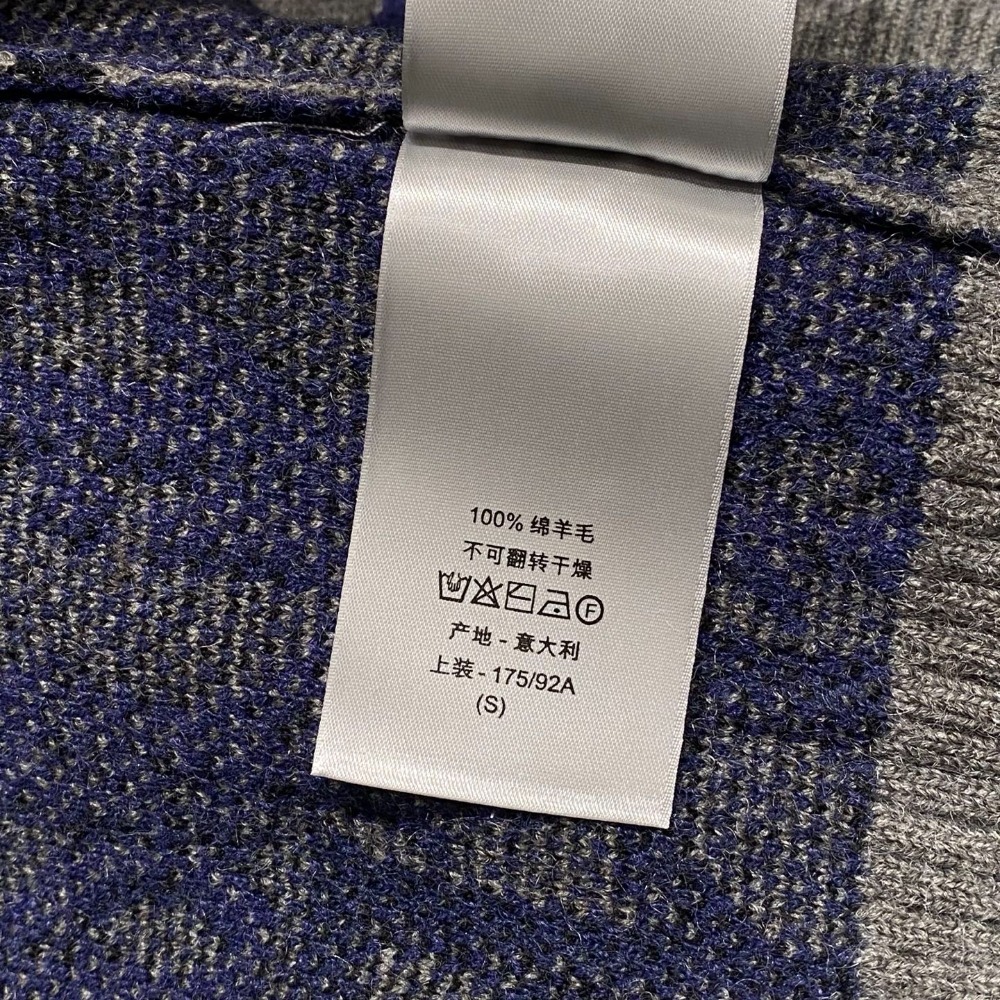 100% 绵羊毛
不可翻转干燥
F
产地 - 意大利
上装 - 175/92A
(S)